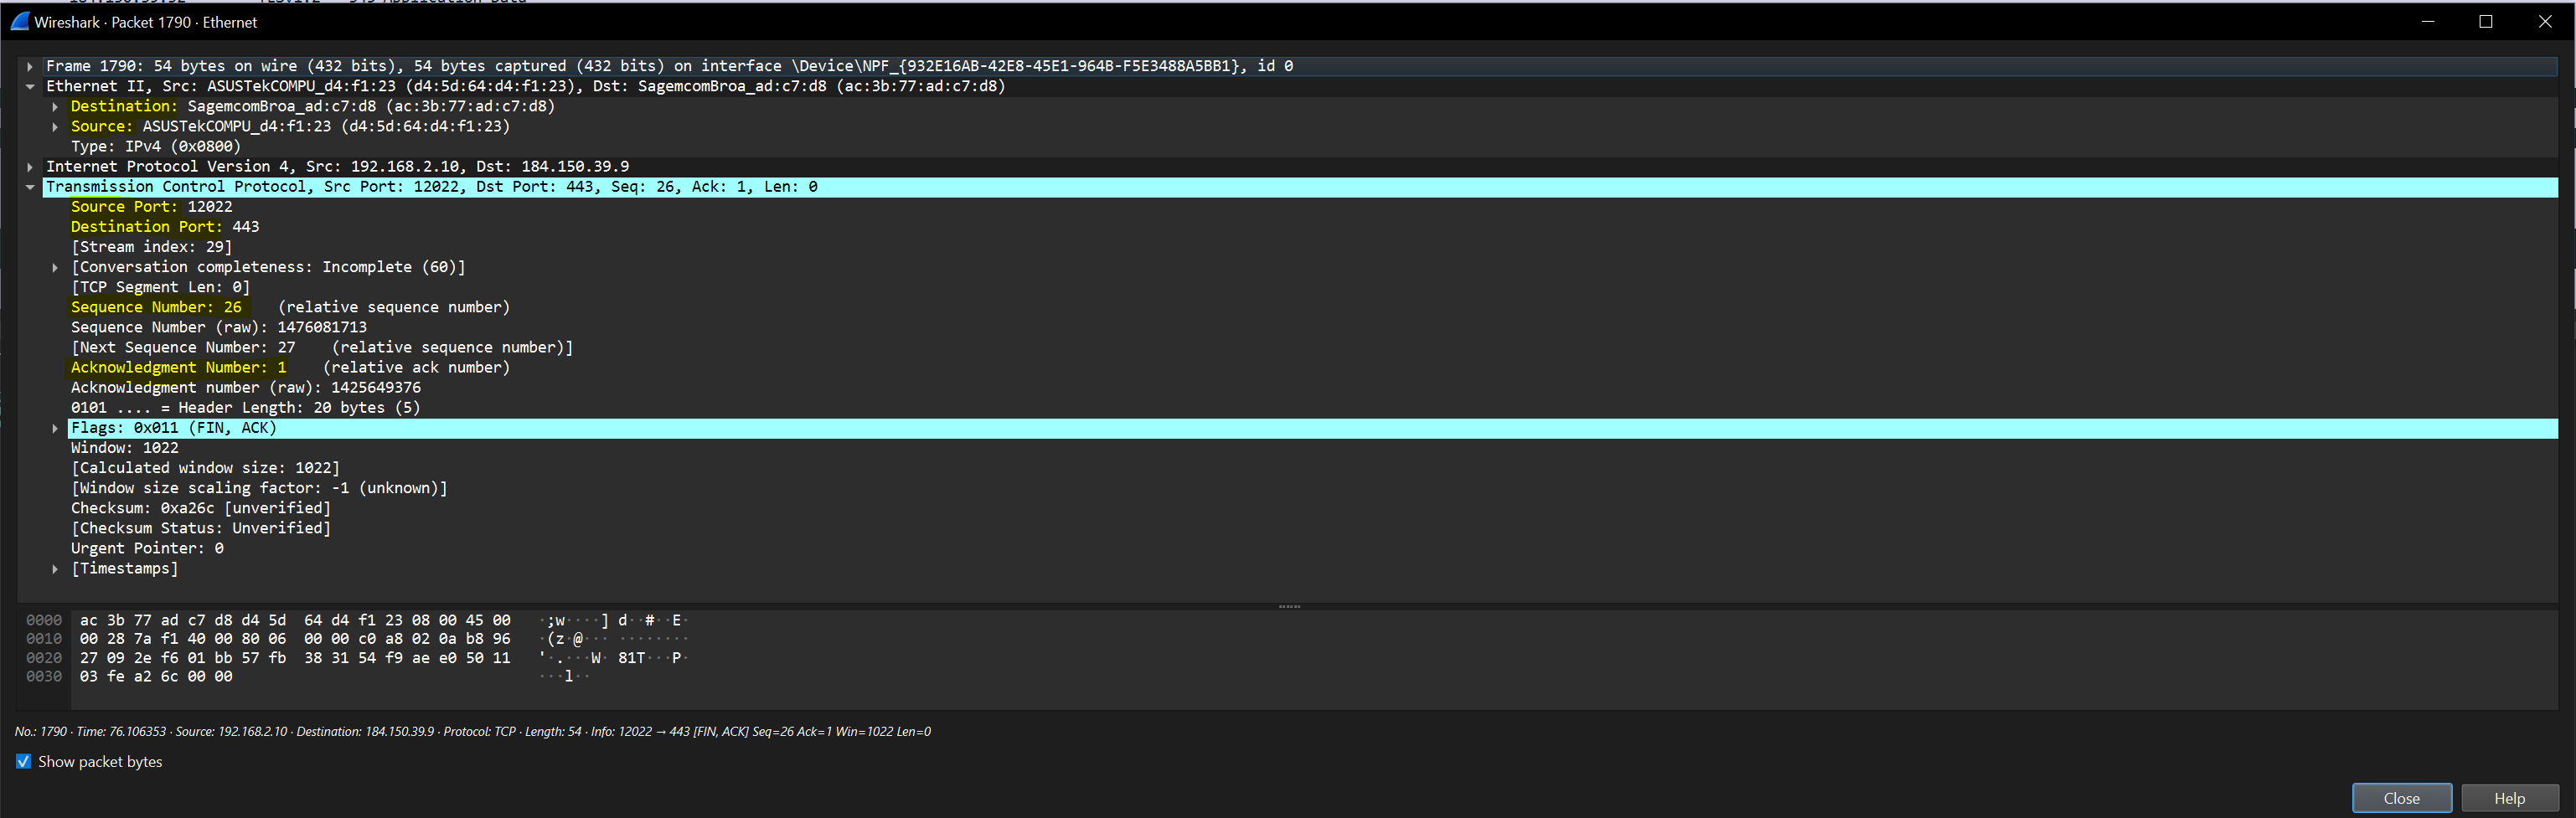 Wireshark · Packet 1790 · Ethernet
Frame 1790: 54 bytes on wire (432 bits), 54 bytes captured (432 bits) on interface \Device\NPF_{932E16AB-42E8-45E1-964B-F5E3488A5BB1}, id 0
Ethernet II, Src: ASUSTekCOMPU_d4:f1:23 (d4:5d:64:d4:f1:23), Dst: SagemcomBroa_ad:c7:d8 (ac:3b:77:ad:c7:d8)
Destination: SagemcomBroa_ad:c7:d8 (ac:3b:77:ad:c7:d8)
Source: ASUSTekCOMPU_d4:f1:23 (d4:5d:64:d4:f1:23)
Type: IPv4 (0x0800)
Internet Protocol Version 4, Src: 192.168.2.10, Dst: 184.150.39.9
Transmission Control Protocol, Src Port: 12022, Dst Port: 443, Seq: 26, Ack: 1, Len: 0
Source Port: 12022
Destination Port: 443
[Stream index: 29]
[Conversation completeness: Incomplete (60)]
[TCP Segment Len: 0]
Sequence Number: 26    (relative sequence number)
Sequence Number (raw): 1476081713
[Next Sequence Number: 27    (relative sequence number)]
Acknowledgment Number: 1    (relative ack number)
Acknowledgment number (raw): 1425649376
0101 .... = Header Length: 20 bytes (5)
Flags: 0x011 (FIN, ACK)
Window: 1022
[Calculated window size: 1022]
[Window size scaling factor: -1 (unknown)]
Checksum: 0xa26c [unverified]
[Checksum Status: Unverified]
Urgent Pointer: 0
[Timestamps]
0000 ac 3b 77 ad c7 d8 d4 5d 64 d4 f1 23 08 00 45 00 ·;w····] d··#··E·
0010 00 28 7a f1 40 00 80 06 00 00 c0 a8 02 0a b8 96 ·(z·@··· ········
0020 27 09 2e f6 01 bb 57 fb 38 31 54 f9 ae e0 50 11 '·.···W· 81T···P·
0030 03 fe a2 6c 00 00 ···l··
No.: 1790 · Time: 76.106353 · Source: 192.168.2.10 · Destination: 184.150.39.9 · Protocol: TCP · Length: 54 · Info: 12022 → 443 [FIN, ACK] Seq=26 Ack=1 Win=1022 Len=0
Show packet bytes
Close
Help